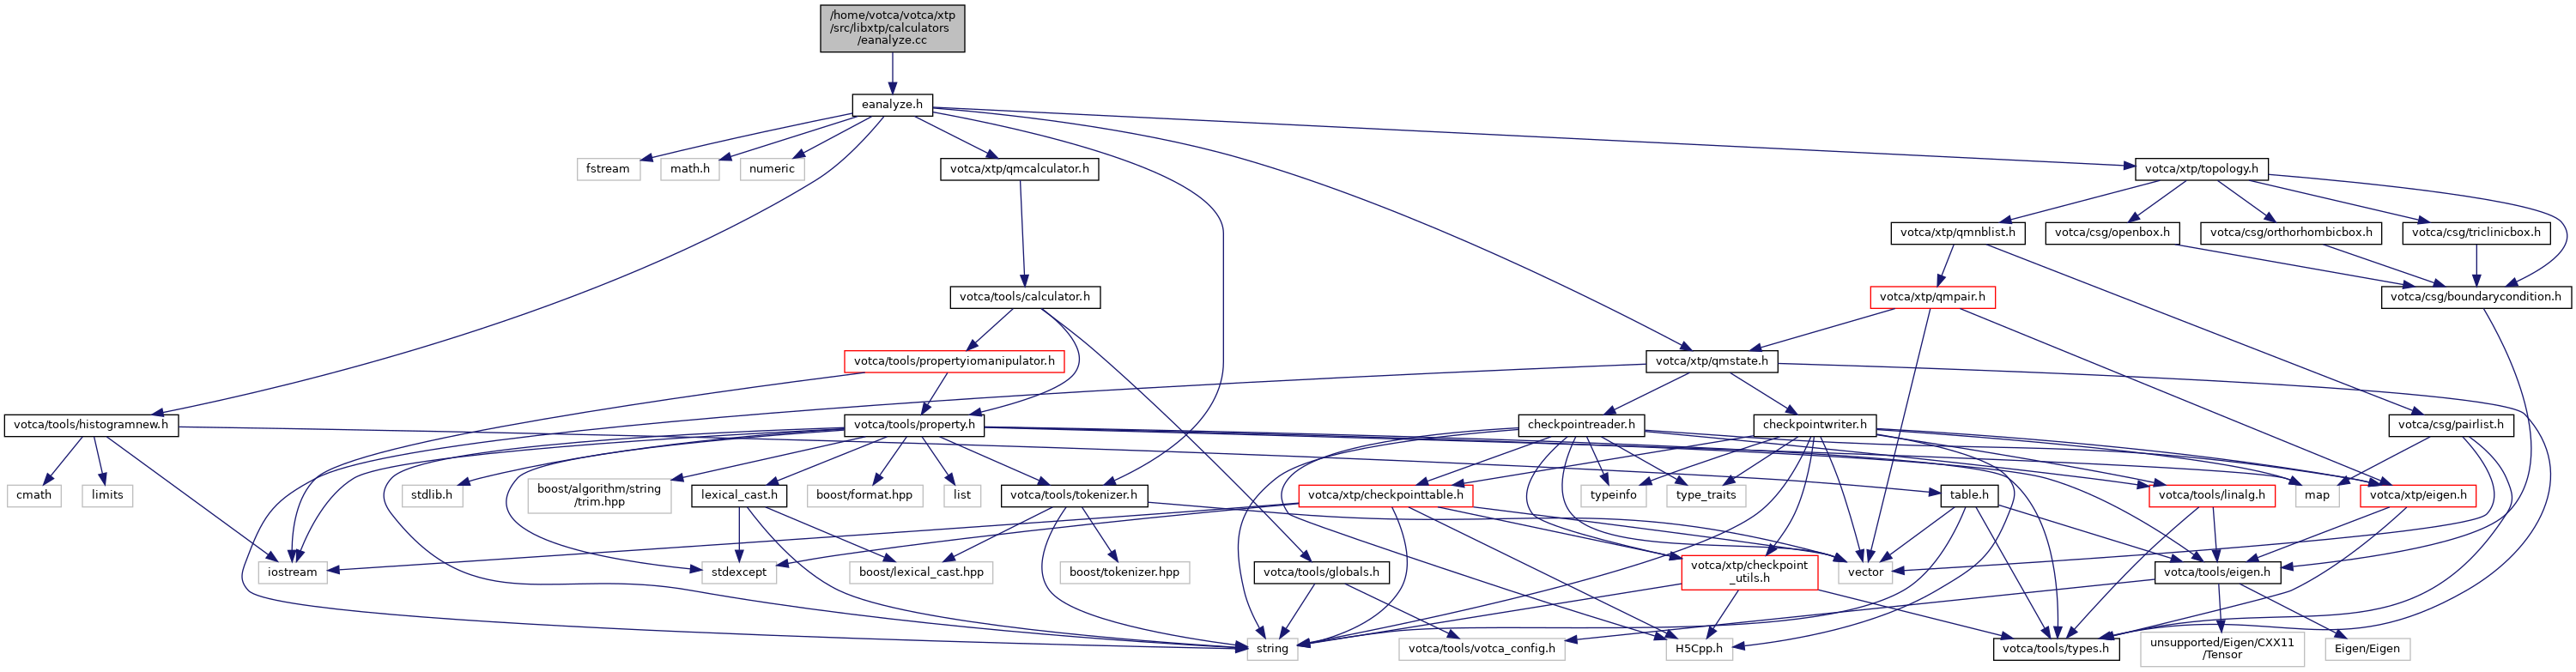 /home/votca/votca/xtp
/src/libxtp/calculators
/eanalyze.cc
eanalyze.h
fstream
math.h
numeric
votca/xtp/qmcalculator.h
votca/xtp/topology.h
votca/xtp/qmnblist.h
votca/csg/openbox.h
votca/csg/orthorhombicbox.h
votca/csg/triclinicbox.h
votca/tools/calculator.h
votca/xtp/qmpair.h
votca/csg/boundarycondition.h
votca/tools/propertyiomanipulator.h
votca/xtp/qmstate.h
votca/tools/histogramnew.h
votca/tools/property.h
checkpointreader.h
checkpointwriter.h
votca/csg/pairlist.h
cmath
limits
stdlib.h
boost/algorithm/string
/trim.hpp
lexical_cast.h
boost/format.hpp
list
votca/tools/tokenizer.h
votca/xtp/checkpointtable.h
typeinfo
type_traits
table.h
votca/tools/linalg.h
map
votca/xtp/eigen.h
iostream
stdexcept
boost/lexical_cast.hpp
boost/tokenizer.hpp
votca/tools/globals.h
votca/xtp/checkpoint
_utils.h
vector
votca/tools/eigen.h
string
votca/tools/votca_config.h
H5Cpp.h
votca/tools/types.h
unsupported/Eigen/CXX11
/Tensor
Eigen/Eigen